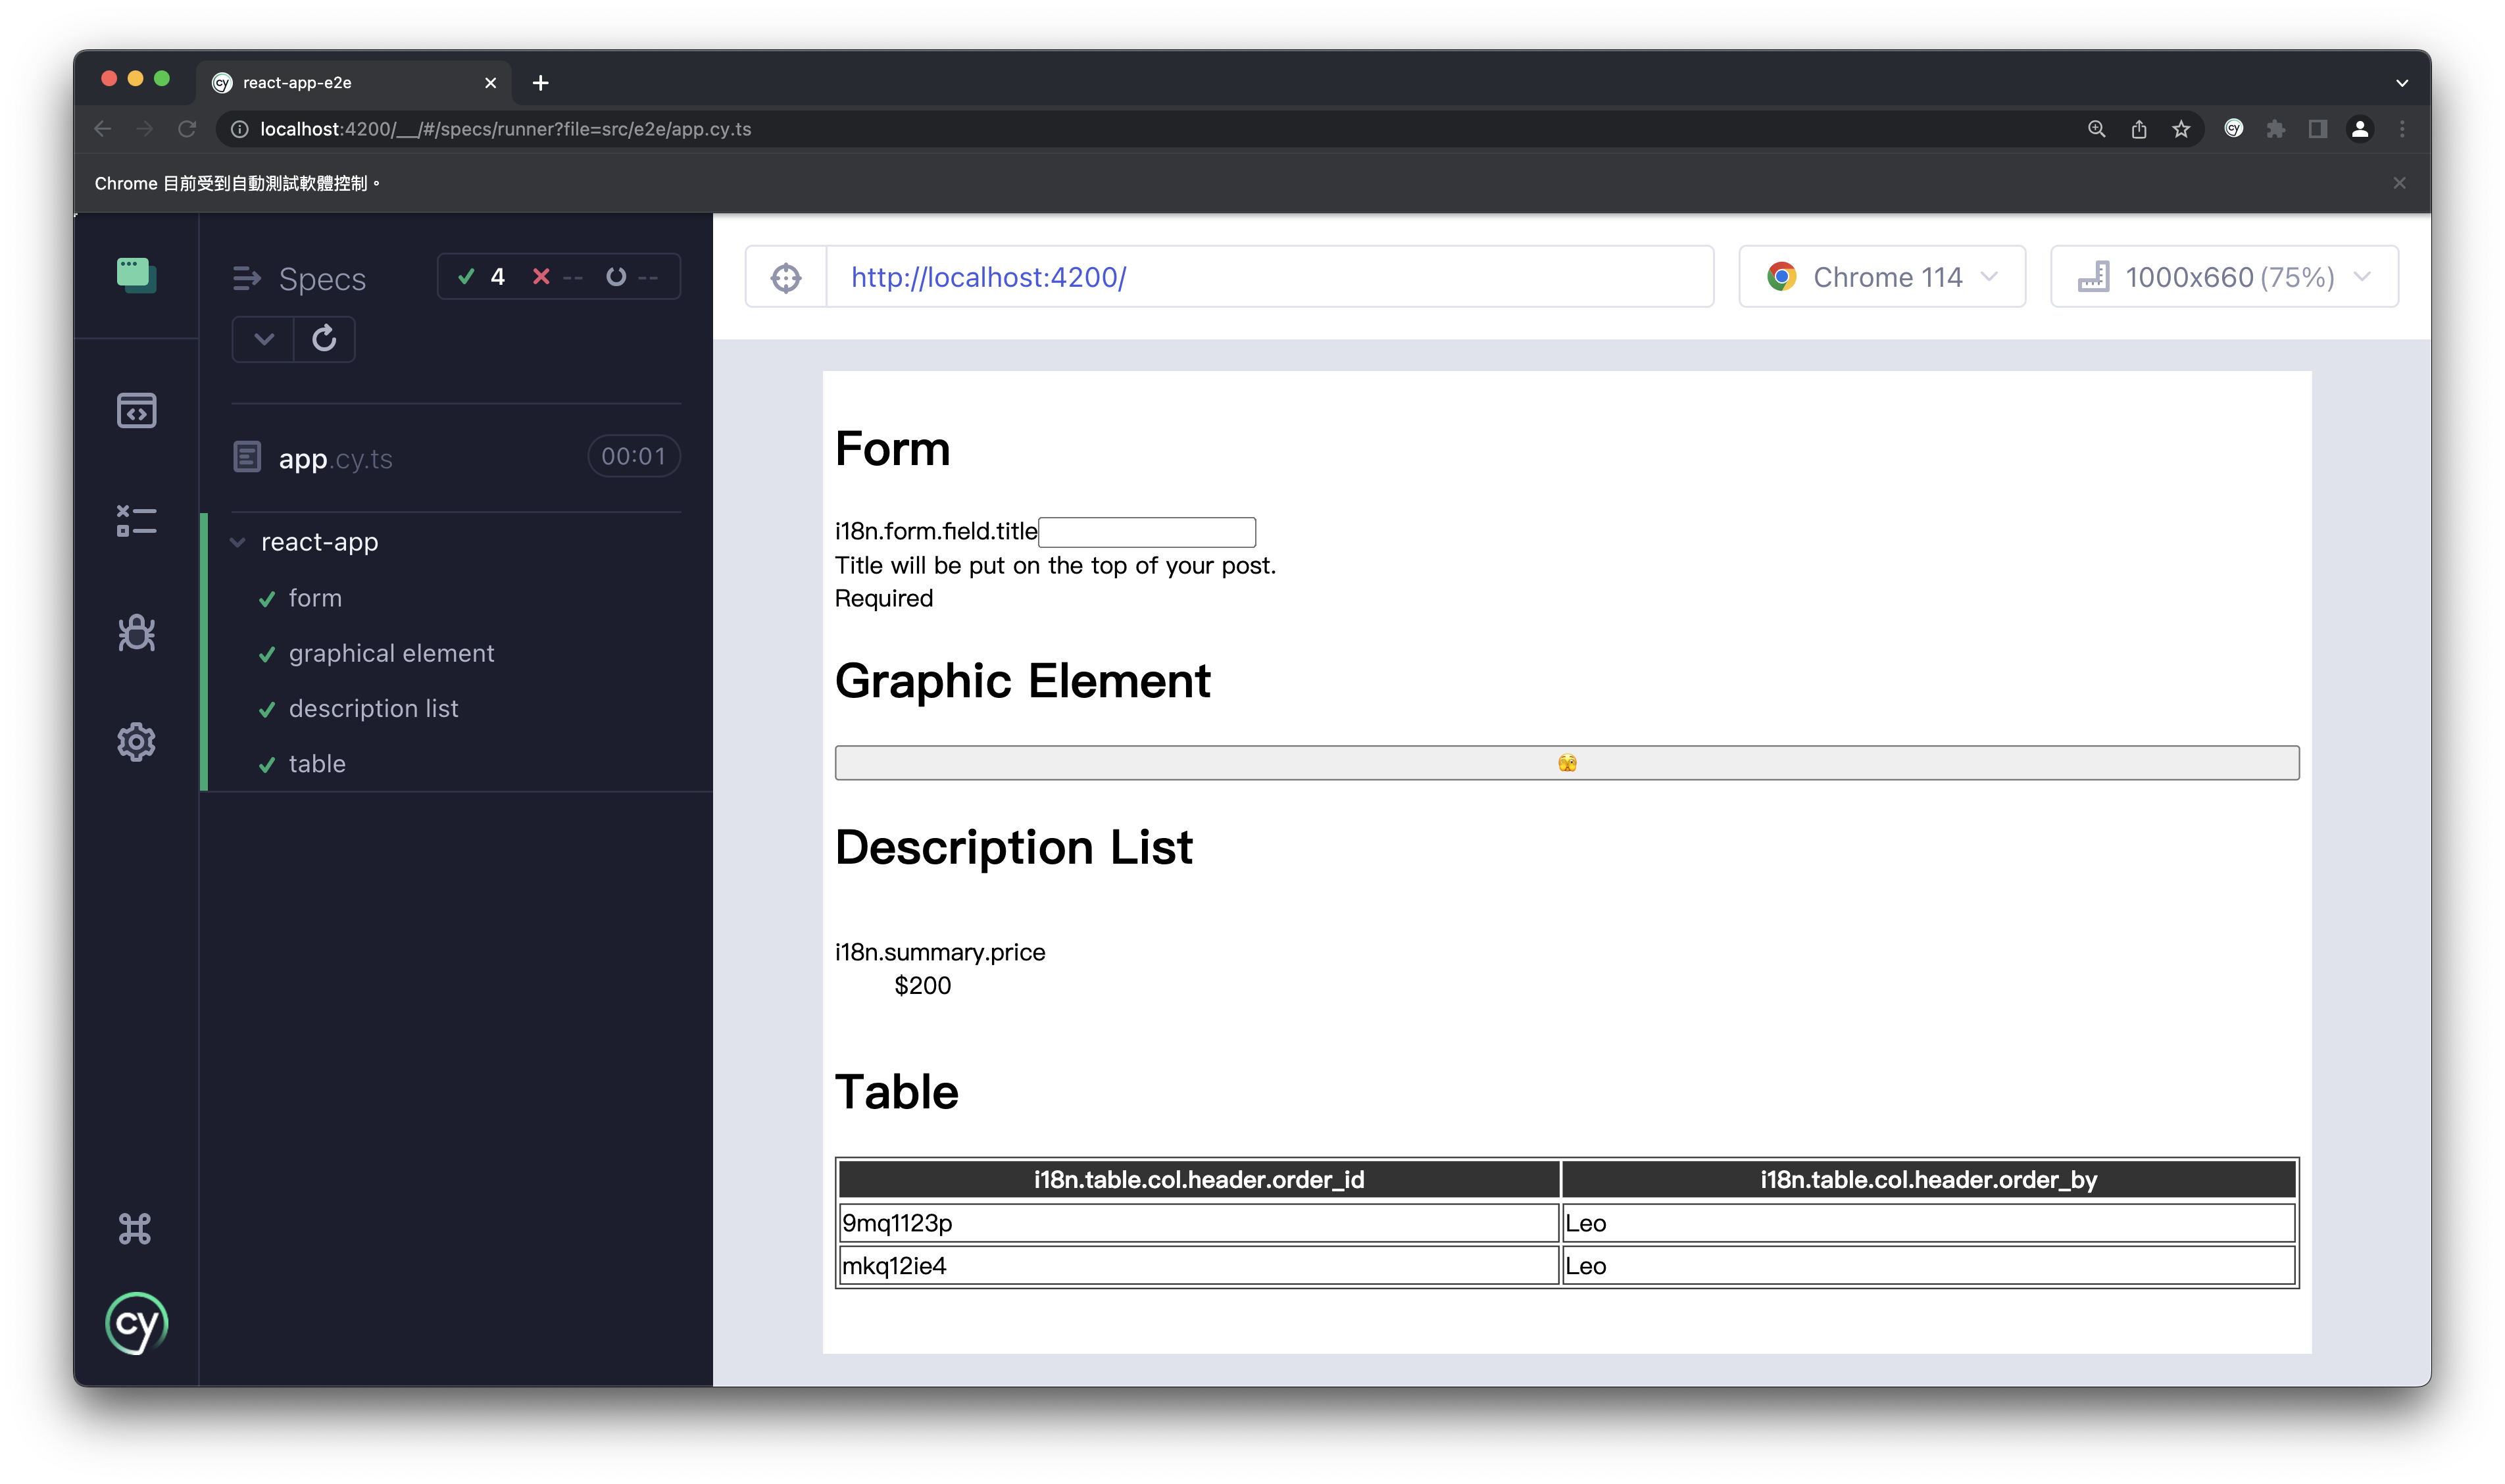 react-app-e2e
localhost:4200/__/#/specs/runner?file=src/e2e/app.cy.ts
Chrome 目前受到自動測試軟體控制。
Specs
4 -- --
http://localhost:4200/
Chrome 114
1000x660 (75%)
app.cy.ts
00:01
react-app
form
graphical element
description list
table
cy
Form
i18n.form.field.title
Title will be put on the top of your post.
Required
Graphic Element
🫣
Description List
i18n.summary.price
$200
Table
i18n.table.col.header.order_id i18n.table.col.header.order_by
9mq1123p Leo
mkq12ie4 Leo